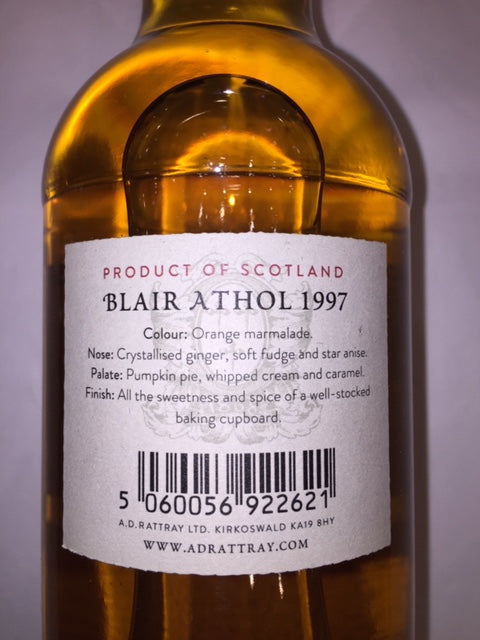 PRODUCT OF SCOTLAND
BLAIR ATHOL 1997
Colour: Orange marmalade.
Nose: Crystallised ginger, soft fudge and star anise.
Palate: Pumpkin pie, whipped cream and caramel.
Finish: All the sweetness and spice of a well-stocked
baking cupboard.
5 060056 922621
A.D.RATTRAY LTD. KIRKOSWALD KA19 8HY
WWW.ADRATTRAY.COM